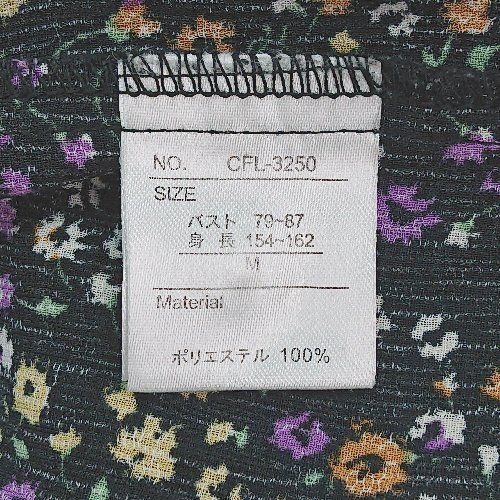 NO. CFL-3250
SIZE
バスト 79~87
身 長 154~162
M
Material
ポリエステル 100%